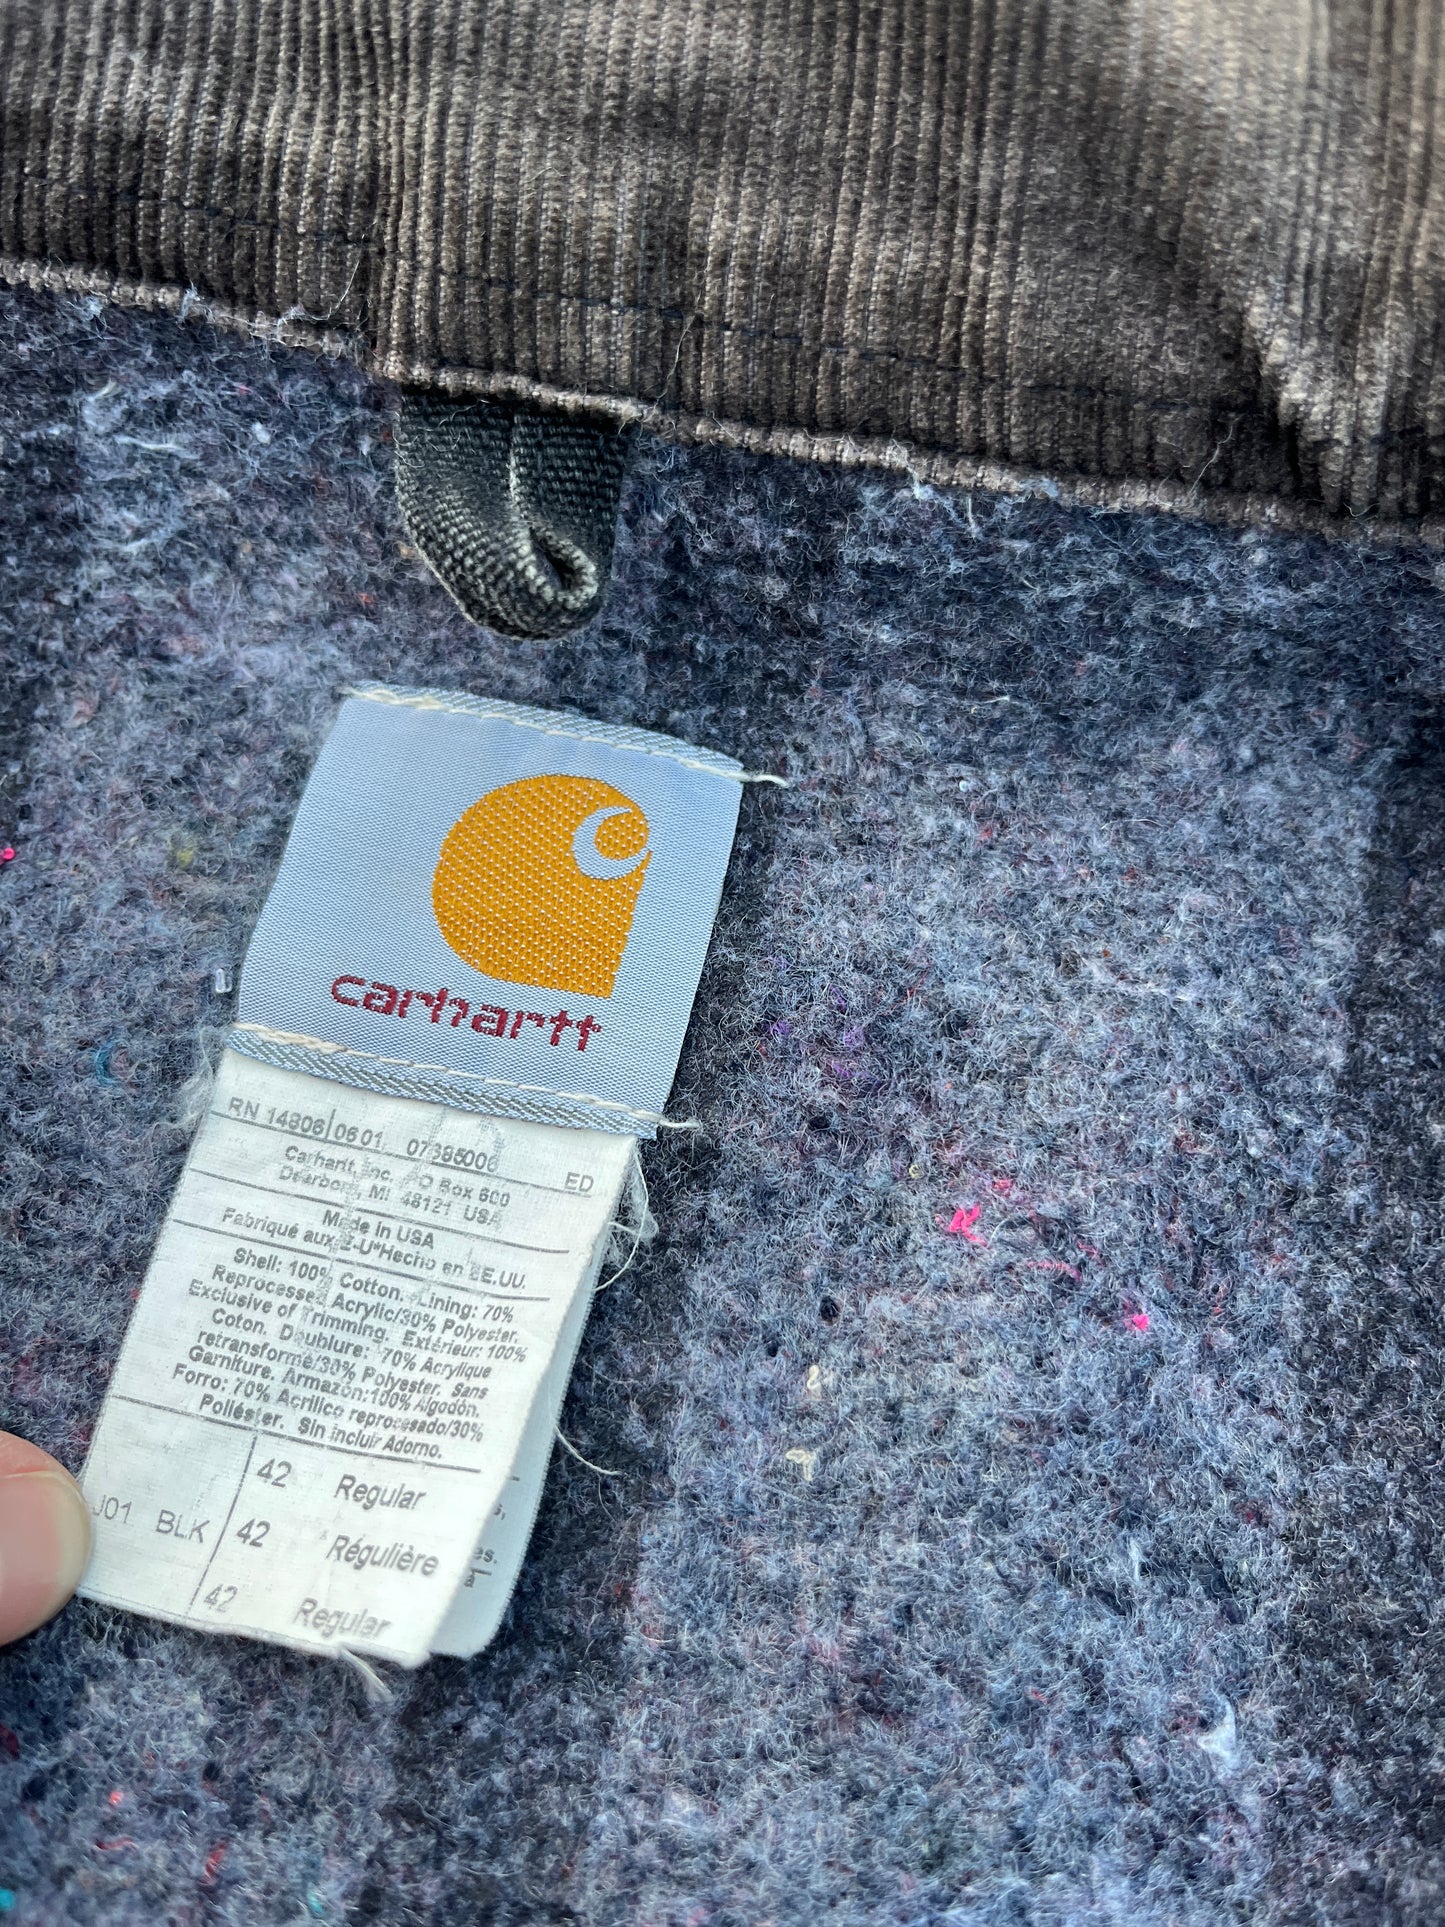 carhartt
RN 14806 0601 07385006 ED
Carhartt, Inc. PO Box 600
Dearborn, MI 48121 USA
Made In USA
Fabriqué aux E-U*Hecho en EE.UU.
Shell: 100% Cotton. Lining: 70%
Reprocessed Acrylic/30% Polyester.
Exclusive of Trimming. Extérieur: 100%
Coton. Doublure: 70% Acrylique
retransformé/30% Polyester. Sans
Garniture. Armazón:100% Algodón.
Forro: 70% Acrílico reprocesado/30%
Poliéster. Sin incluir Adorno.
42 Regular
J01 BLK 42 Régulière
42 Regular